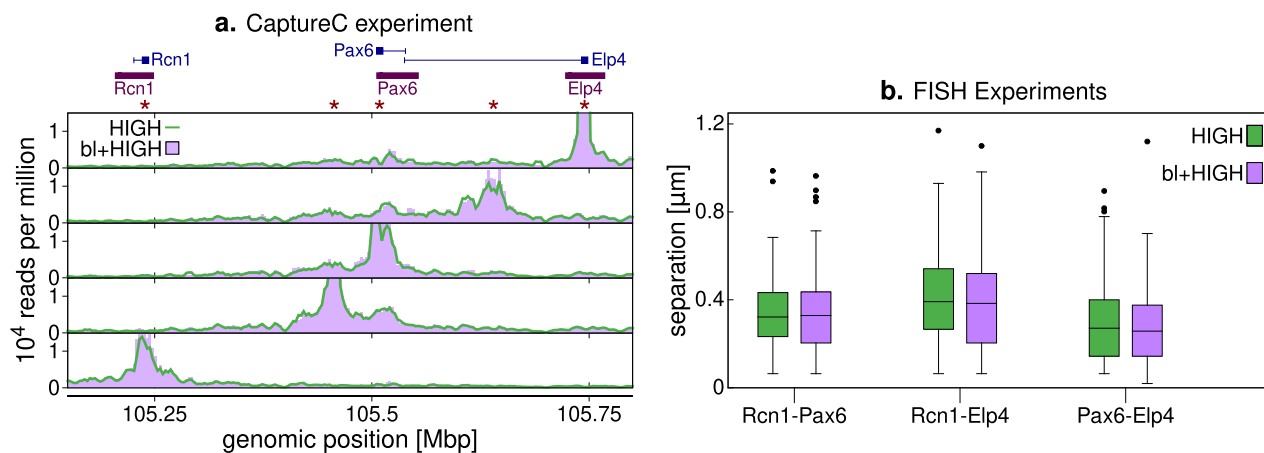 a. CaptureC experiment
Rcn1
Pax6
Elp4
Rcn1
Pax6
Elp4
* * * * *
HIGH
bl+HIGH
1
0
1
0
1
0
1
0
1
0
10⁴ reads per million
105.25 105.5 105.75
genomic position [Mbp]
b. FISH Experiments
HIGH
bl+HIGH
1.2
0.8
0.4
0
separation [µm]
Rcn1-Pax6 Rcn1-Elp4 Pax6-Elp4